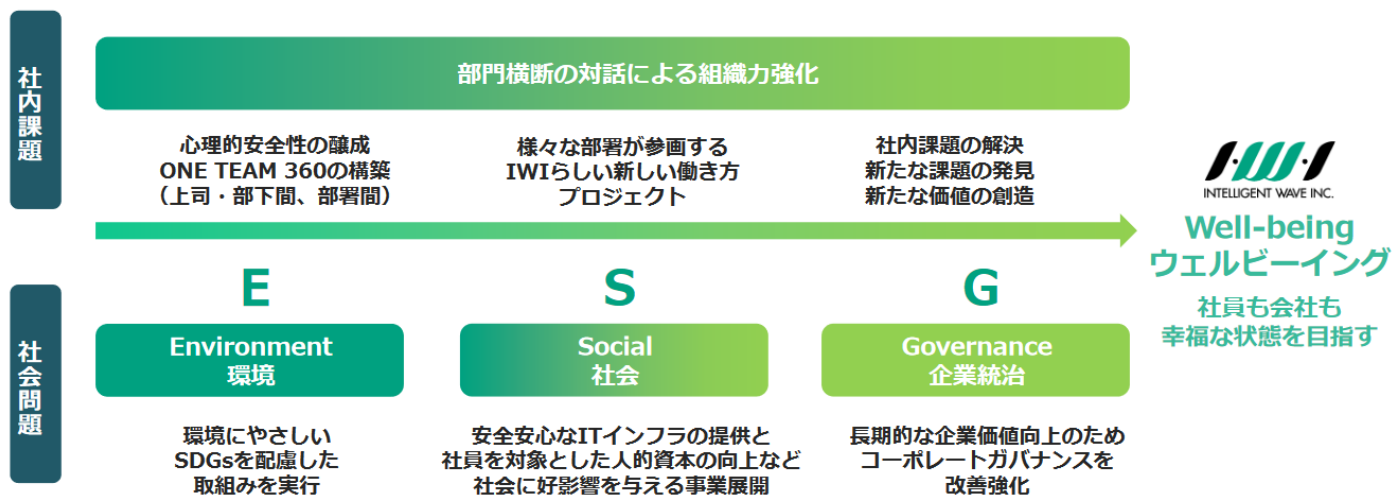 社内課題
部門横断の対話による組織力強化
心理的安全性の醸成
ONE TEAM 360の構築
（上司・部下間、部署間）
様々な部署が参画する
IWIらしい新しい働き方
プロジェクト
社内課題の解決
新たな課題の発見
新たな価値の創造
社会問題
E
Environment
環境
環境にやさしい
SDGsを配慮した
取組みを実行
S
Social
社会
安全安心なITインフラの提供と
社員を対象とした人的資本の向上など
社会に好影響を与える事業展開
G
Governance
企業統治
長期的な企業価値向上のため
コーポレートガバナンスを
改善強化
IWI
INTELLIGENT WAVE INC.
Well-being
ウェルビーイング
社員も会社も
幸福な状態を目指す